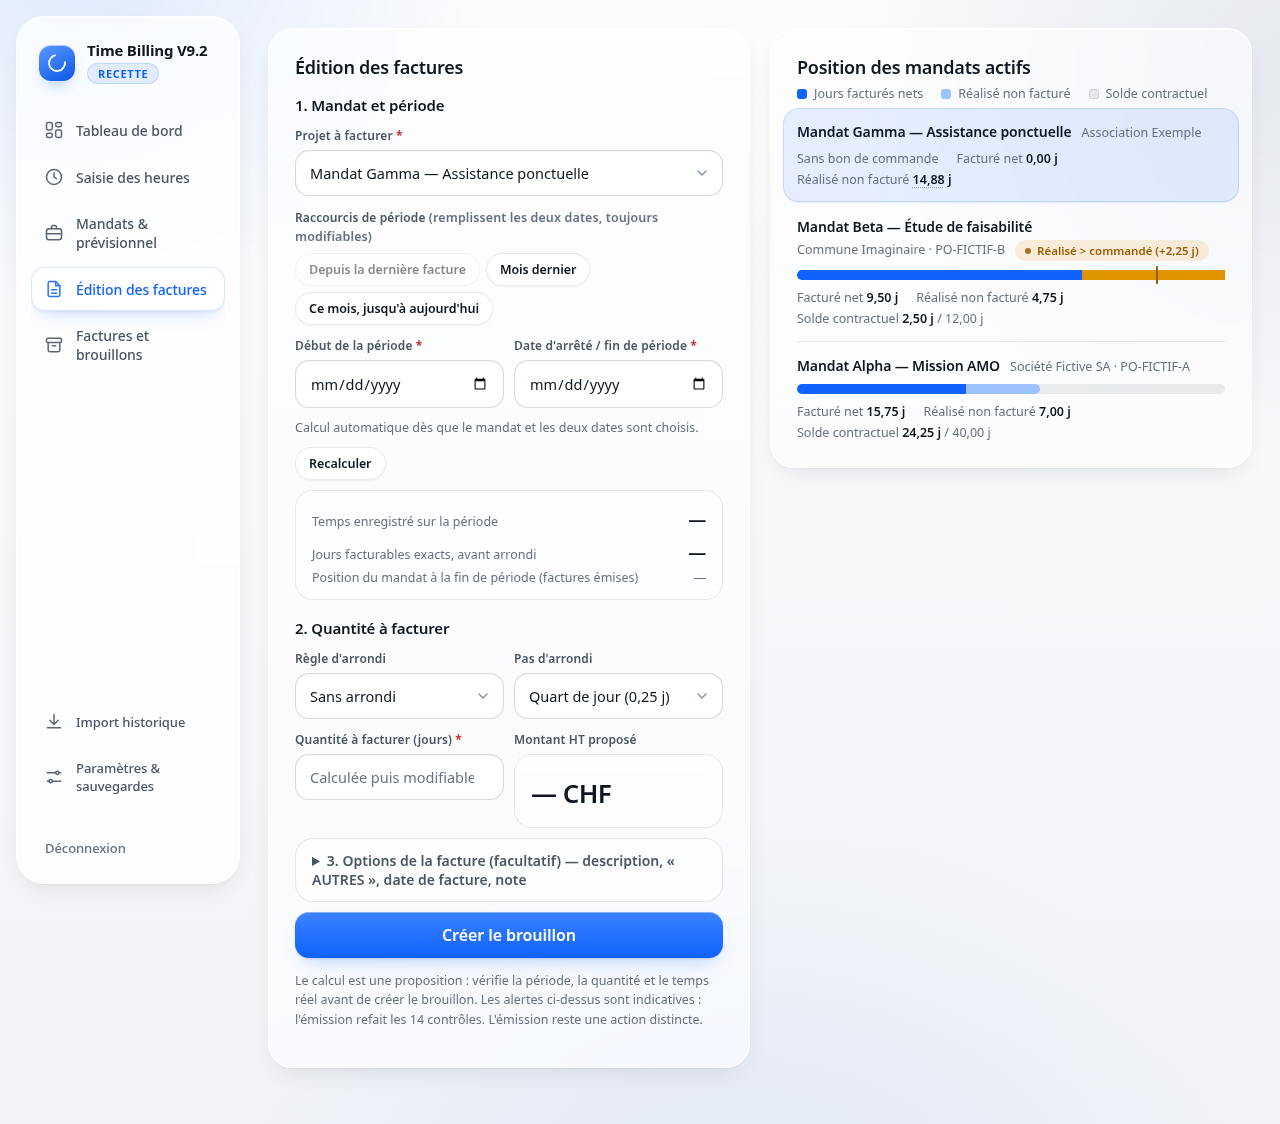 Time Billing V9.2
RECETTE
Tableau de bord
Saisie des heures
Mandats &
prévisionnel
Édition des factures
Factures et
brouillons
Import historique
Paramètres &
sauvegardes
Déconnexion
Édition des factures
1. Mandat et période
Projet à facturer *
Mandat Gamma — Assistance ponctuelle
Raccourcis de période (remplissent les deux dates, toujours
modifiables)
Depuis la dernière facture
Mois dernier
Ce mois, jusqu'à aujourd'hui
Début de la période *
Date d'arrêté / fin de période *
mm/dd/yyyy
mm/dd/yyyy
Calcul automatique dès que le mandat et les deux dates sont choisis.
Recalculer
Temps enregistré sur la période —
Jours facturables exacts, avant arrondi —
Position du mandat à la fin de période (factures émises) —
2. Quantité à facturer
Règle d'arrondi
Pas d'arrondi
Sans arrondi
Quart de jour (0,25 j)
Quantité à facturer (jours) *
Montant HT proposé
Calculée puis modifiable
— CHF
3. Options de la facture (facultatif) — description, «
AUTRES », date de facture, note
Créer le brouillon
Le calcul est une proposition : vérifie la période, la quantité et le temps
réel avant de créer le brouillon. Les alertes ci-dessus sont indicatives :
l'émission refait les 14 contrôles. L'émission reste une action distincte.
Position des mandats actifs
Jours facturés nets
Réalisé non facturé
Solde contractuel
Mandat Gamma — Assistance ponctuelle Association Exemple
Sans bon de commande Facturé net 0,00 j
Réalisé non facturé 14,88 j
Mandat Beta — Étude de faisabilité
Commune Imaginaire · PO-FICTIF-B Réalisé > commandé (+2,25 j)
Facturé net 9,50 j Réalisé non facturé 4,75 j
Solde contractuel 2,50 j / 12,00 j
Mandat Alpha — Mission AMO Société Fictive SA · PO-FICTIF-A
Facturé net 15,75 j Réalisé non facturé 7,00 j
Solde contractuel 24,25 j / 40,00 j